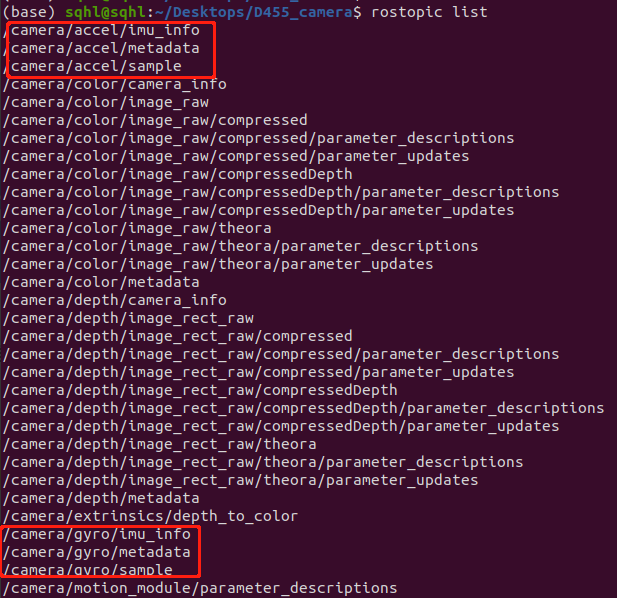 (base) sqhl@sqhl:~/Desktops/D455_camera$ rostopic list
/camera/accel/imu_info
/camera/accel/metadata
/camera/accel/sample
/camera/color/camera_info
/camera/color/image_raw
/camera/color/image_raw/compressed
/camera/color/image_raw/compressed/parameter_descriptions
/camera/color/image_raw/compressed/parameter_updates
/camera/color/image_raw/compressedDepth
/camera/color/image_raw/compressedDepth/parameter_descriptions
/camera/color/image_raw/compressedDepth/parameter_updates
/camera/color/image_raw/theora
/camera/color/image_raw/theora/parameter_descriptions
/camera/color/image_raw/theora/parameter_updates
/camera/color/metadata
/camera/depth/camera_info
/camera/depth/image_rect_raw
/camera/depth/image_rect_raw/compressed
/camera/depth/image_rect_raw/compressed/parameter_descriptions
/camera/depth/image_rect_raw/compressed/parameter_updates
/camera/depth/image_rect_raw/compressedDepth
/camera/depth/image_rect_raw/compressedDepth/parameter_descriptions
/camera/depth/image_rect_raw/compressedDepth/parameter_updates
/camera/depth/image_rect_raw/theora
/camera/depth/image_rect_raw/theora/parameter_descriptions
/camera/depth/image_rect_raw/theora/parameter_updates
/camera/depth/metadata
/camera/extrinsics/depth_to_color
/camera/gyro/imu_info
/camera/gyro/metadata
/camera/gyro/sample
/camera/motion_module/parameter_descriptions